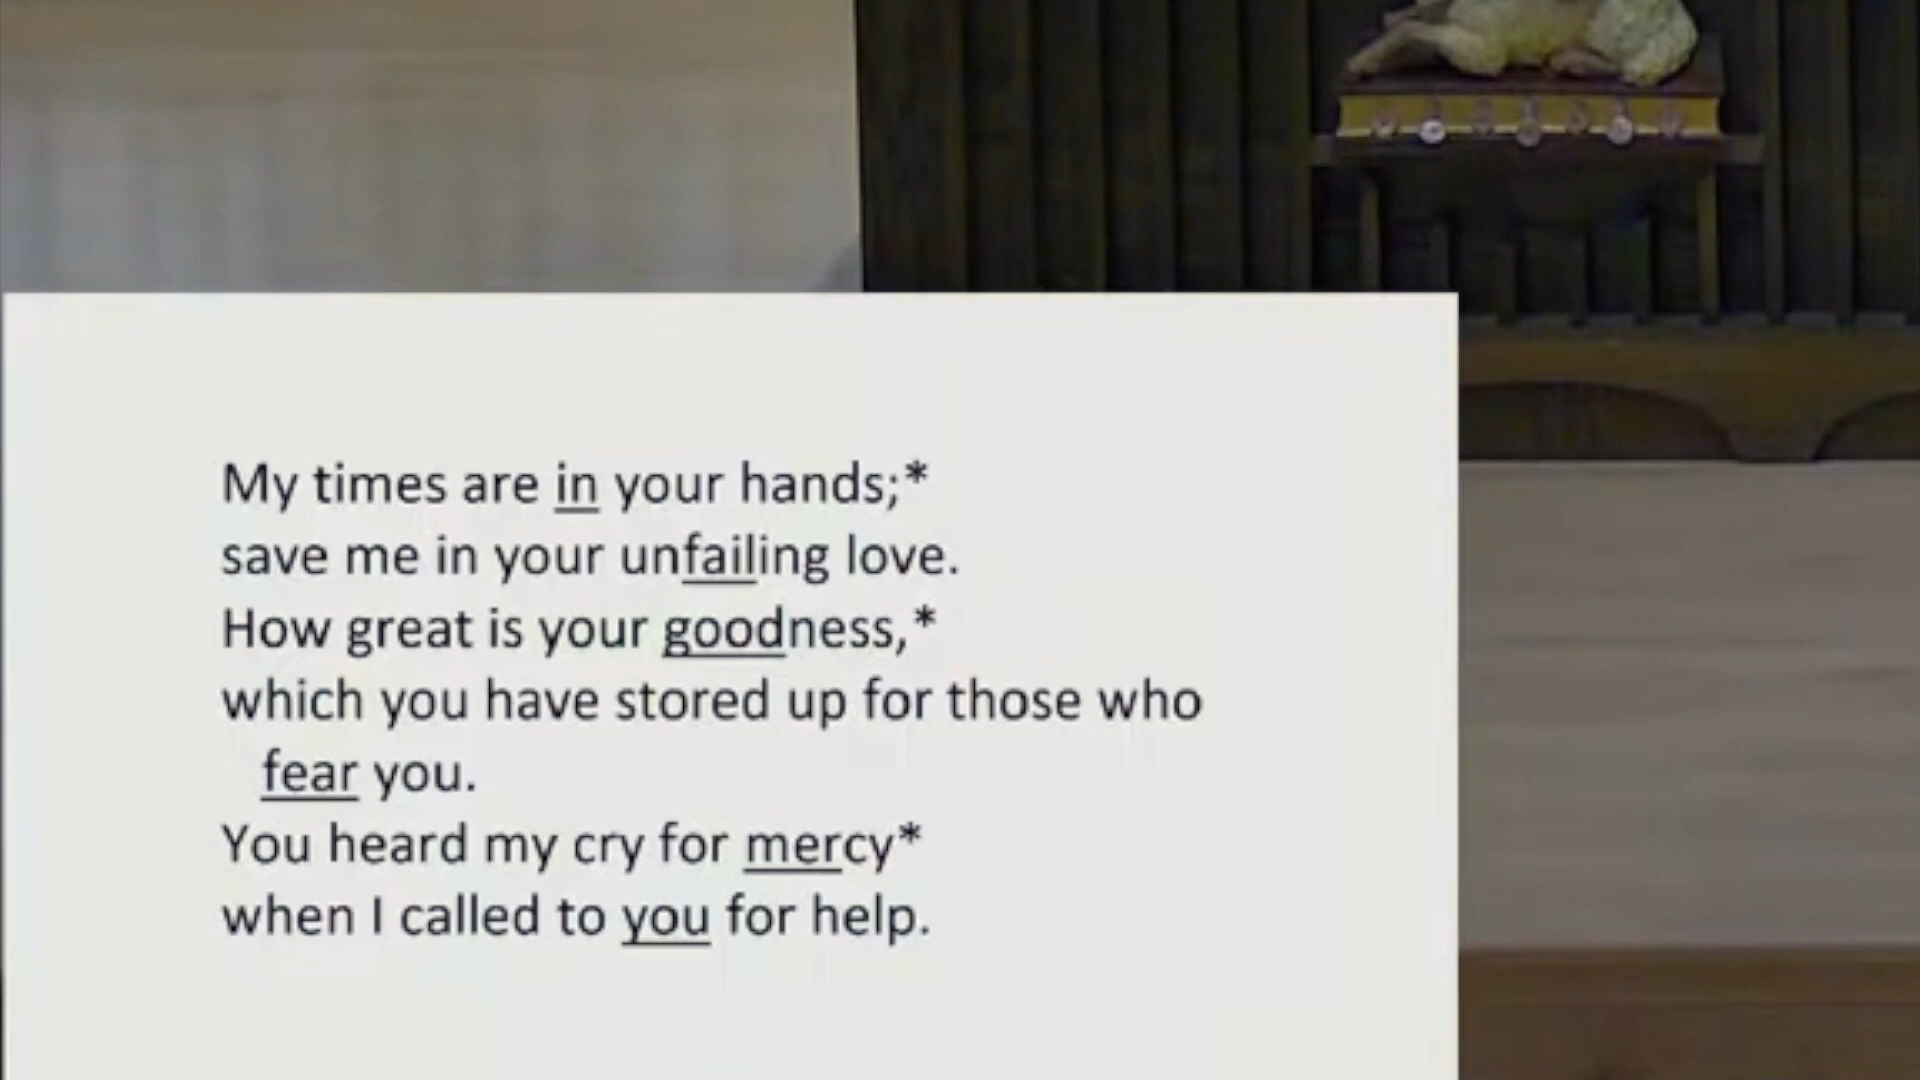 My times are in your hands;*
save me in your unfailing love.
How great is your goodness,*
which you have stored up for those who
fear you.
You heard my cry for mercy*
when I called to you for help.